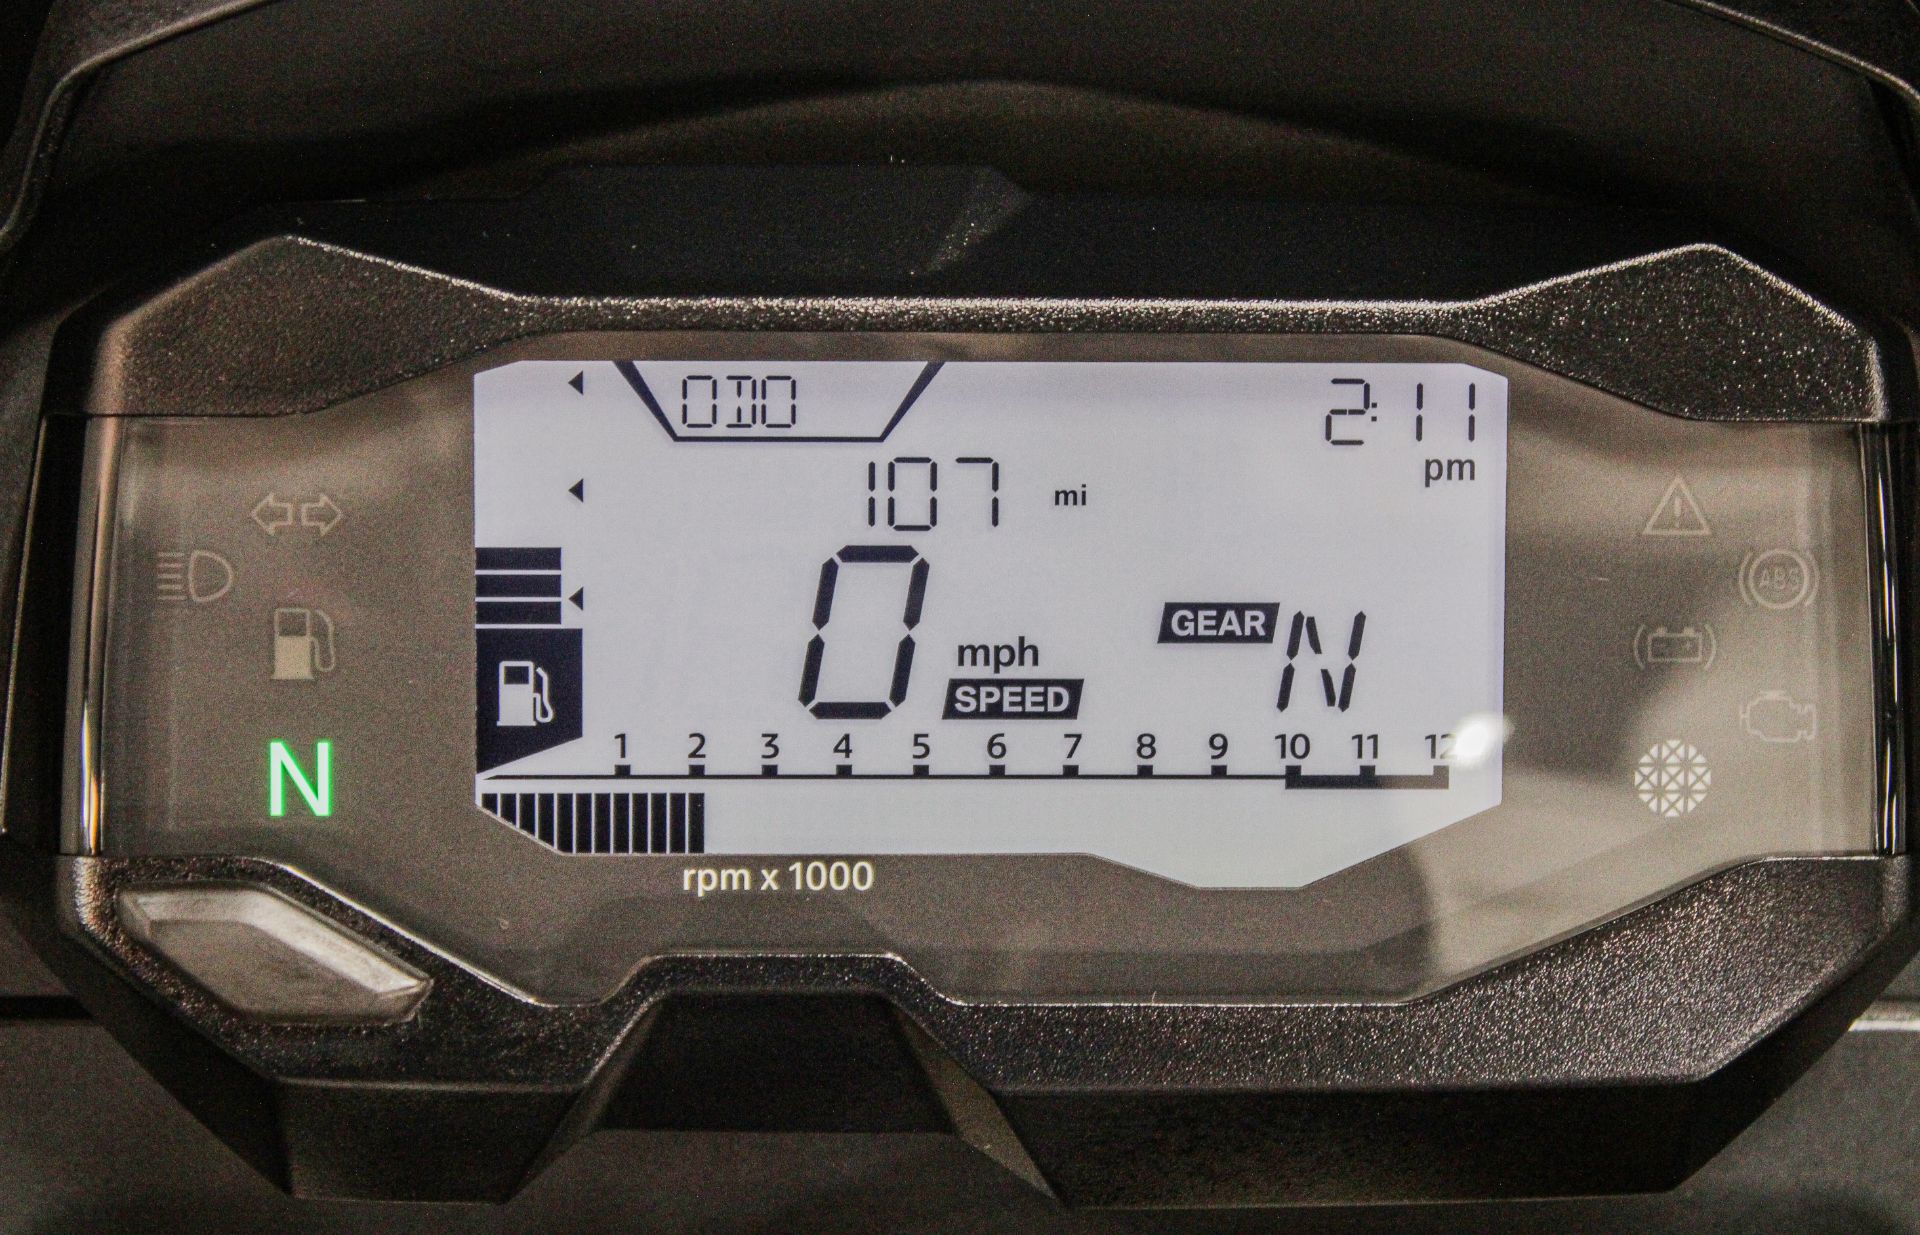 ODO
2:11
pm
107 mi
0 mph
SPEED
GEAR N
ABS
1 2 3 4 5 6 7 8 9 10 11 12
N
rpm x 1000